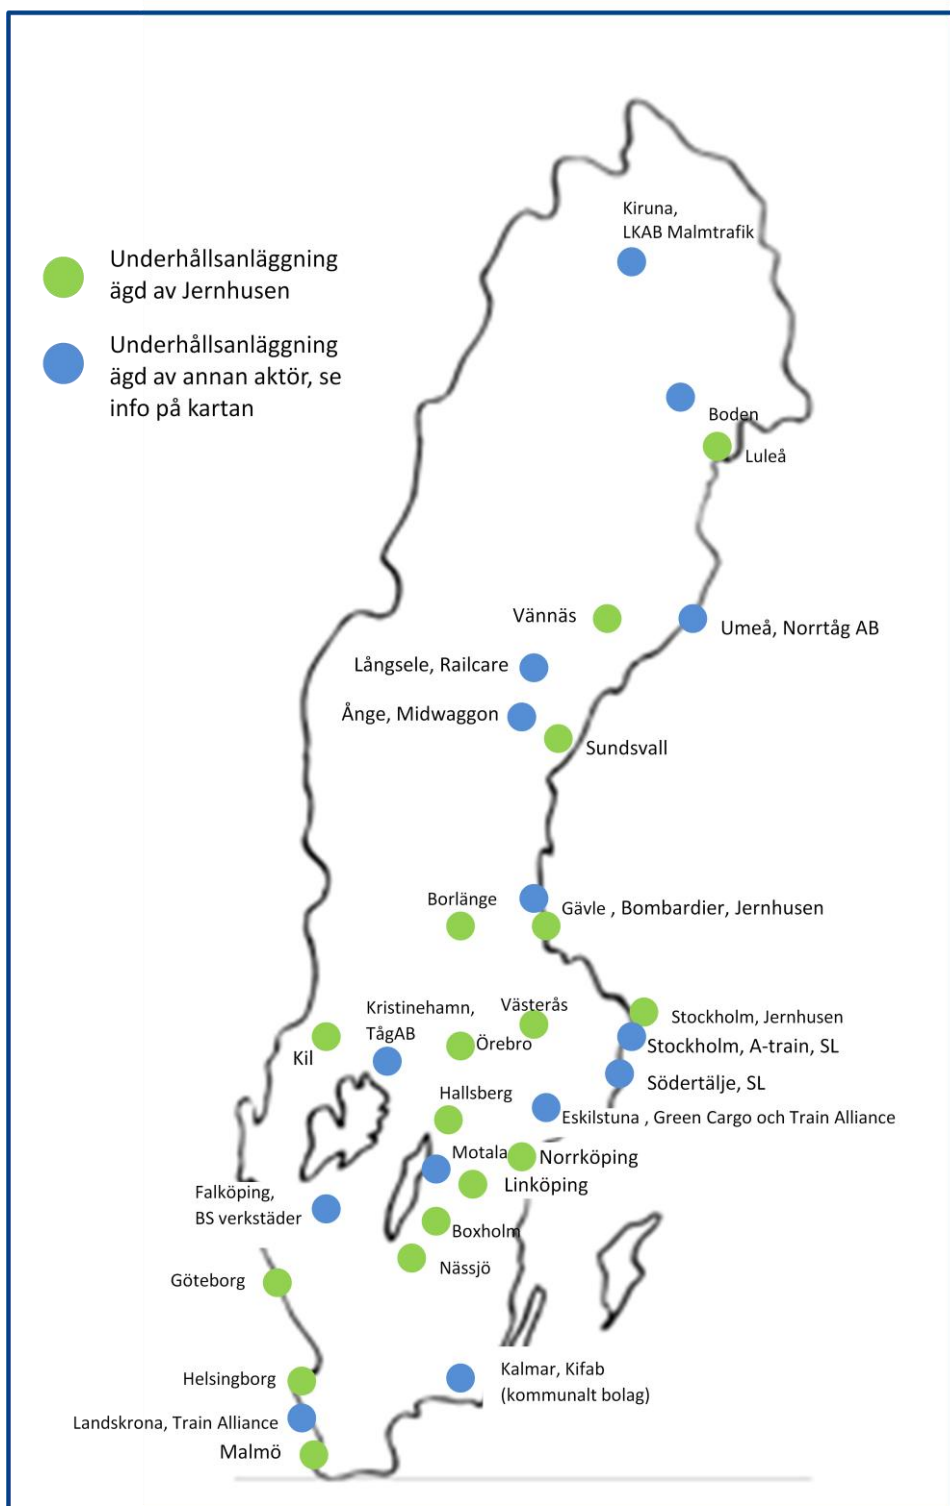 Kiruna,
LKAB Malmtrafik
Underhållsanläggning
ägd av Jernhusen
Underhållsanläggning
ägd av annan aktör, se
info på kartan
Boden
Luleå
Vännäs
Umeå, Norrtåg AB
Långsele, Railcare
Ånge, Midwaggon
Sundsvall
Borlänge
Gävle , Bombardier, Jernhusen
Kristinehamn,
TågAB
Västerås
Stockholm, Jernhusen
Örebro
Stockholm, A-train, SL
Kil
Södertälje, SL
Hallsberg
Eskilstuna , Green Cargo och Train Alliance
Motala
Norrköping
Linköping
Falköping,
BS verkstäder
Boxholm
Nässjö
Göteborg
Helsingborg
Kalmar, Kifab
(kommunalt bolag)
Landskrona, Train Alliance
Malmö